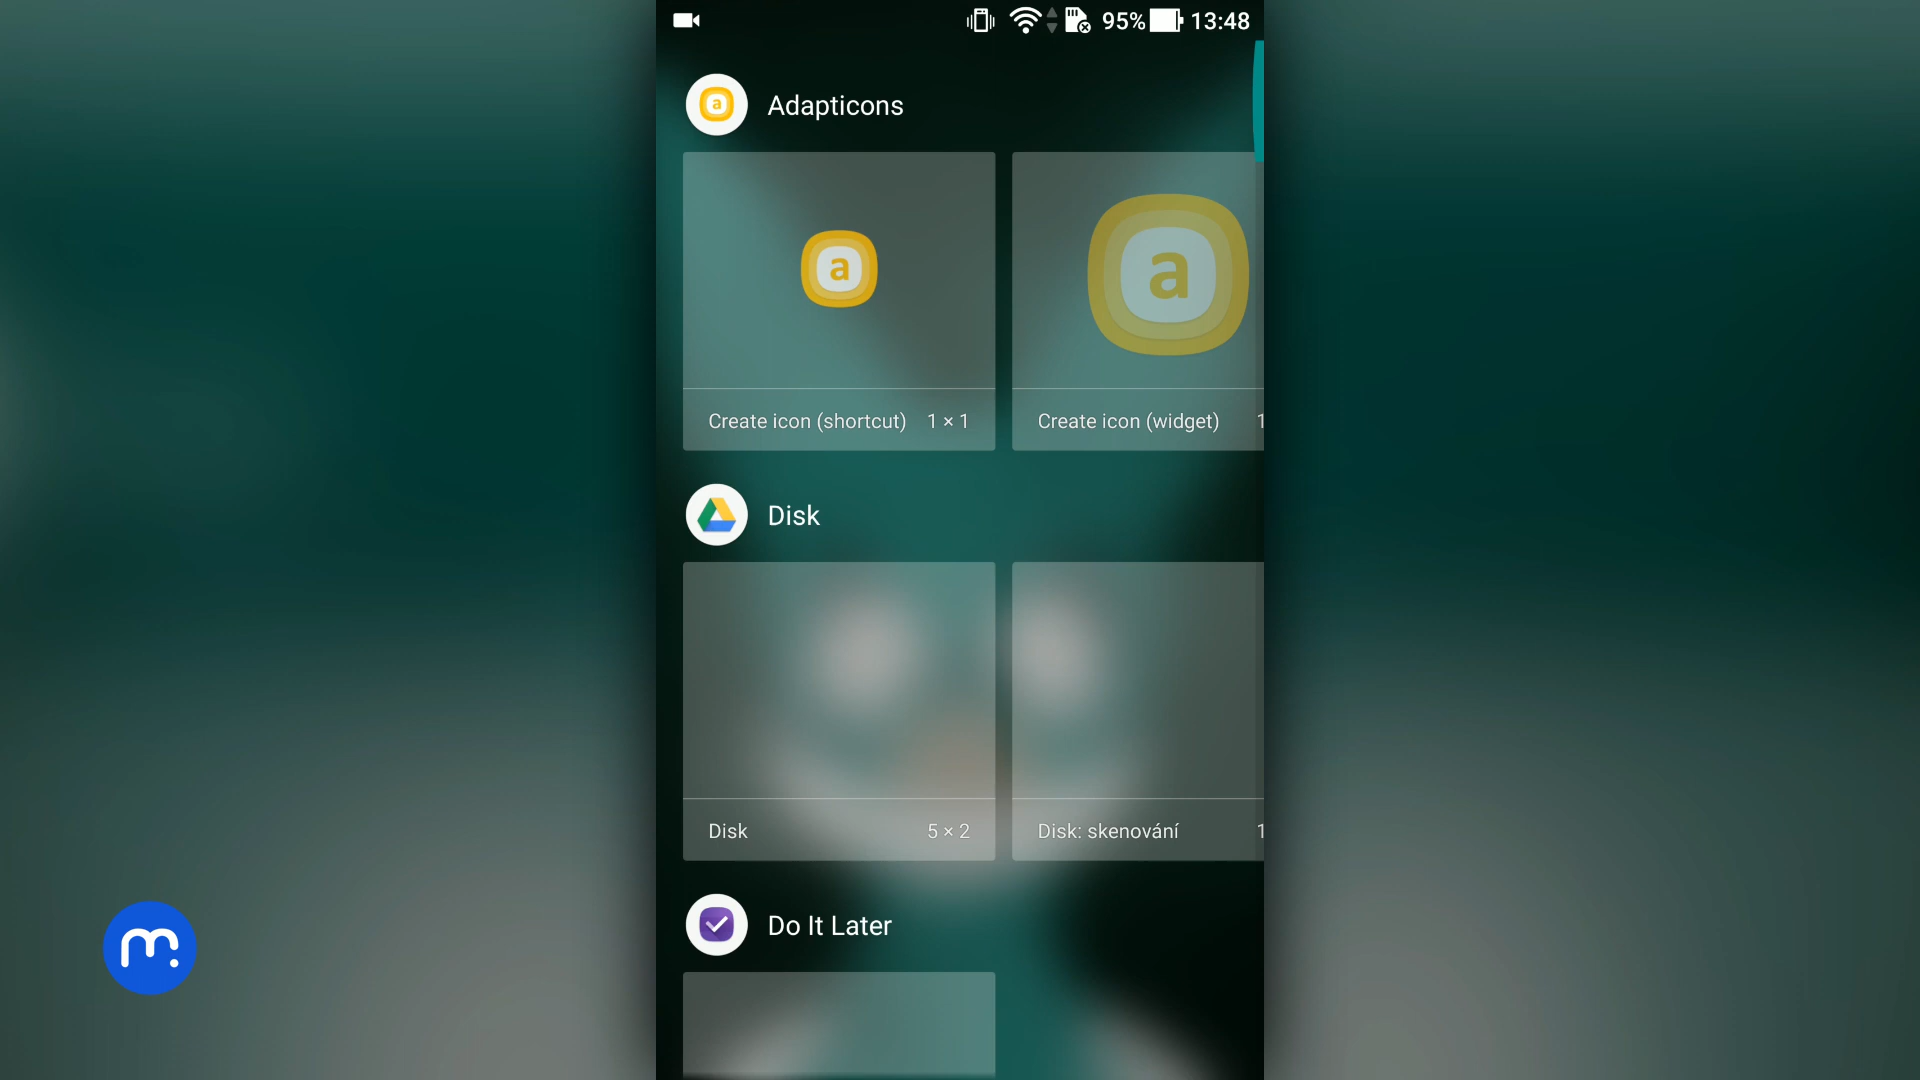 95% 13:48
a Adapticons
a
a
Create icon (shortcut) 1 × 1
Create icon (widget) 1
Disk
Disk 5 × 2
Disk: skenování 1
Do It Later
m.